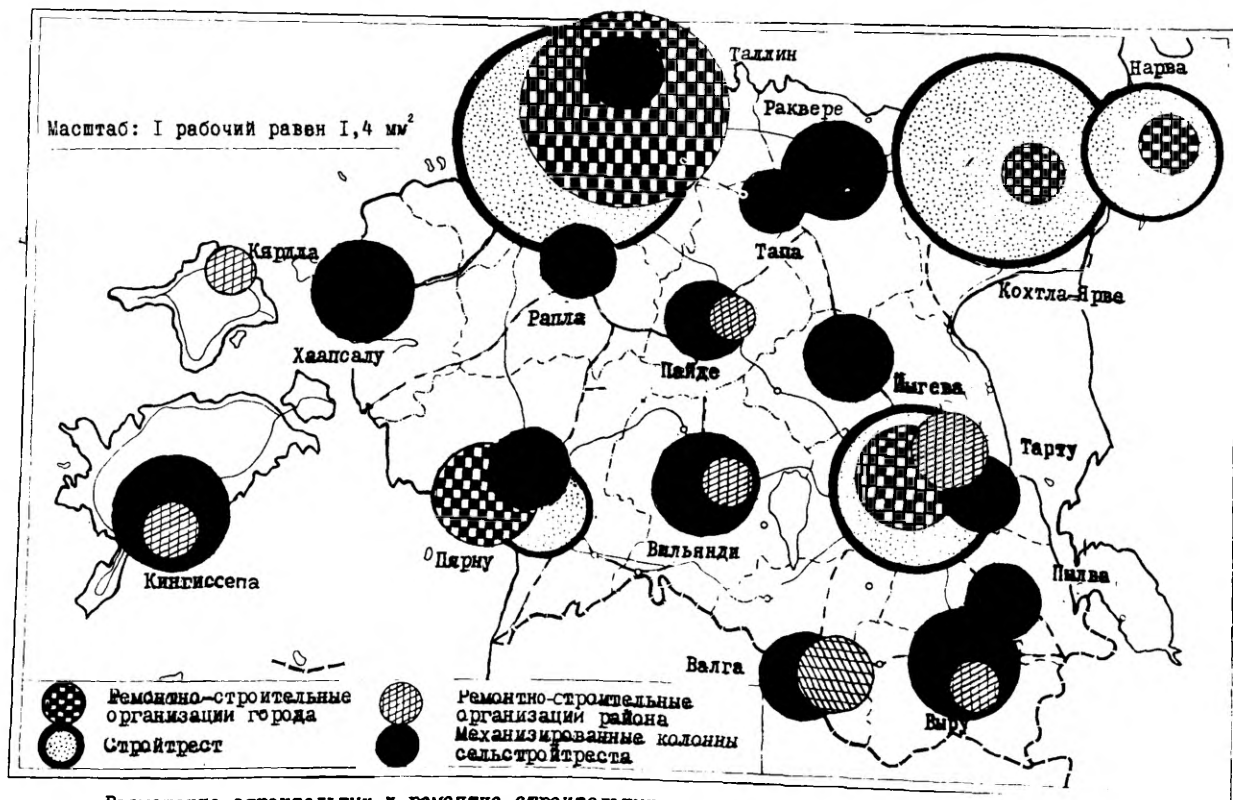 Таллин
Нарва
Раквере
Масштаб: I рабочий равен I,4 мм²
Кярдла
Тапа
Кохтла-Ярве
Рапла
Хаапсалу
Пайде
Йыгева
Тарту
Вильянди
Пярну
Кингиссепа
Пылва
Валга
Выру
Ремонтно-строительные
организации города
Стройтрест
Ремонтно-строительные
организаций района
Механизированные колонны
сельстройтреста